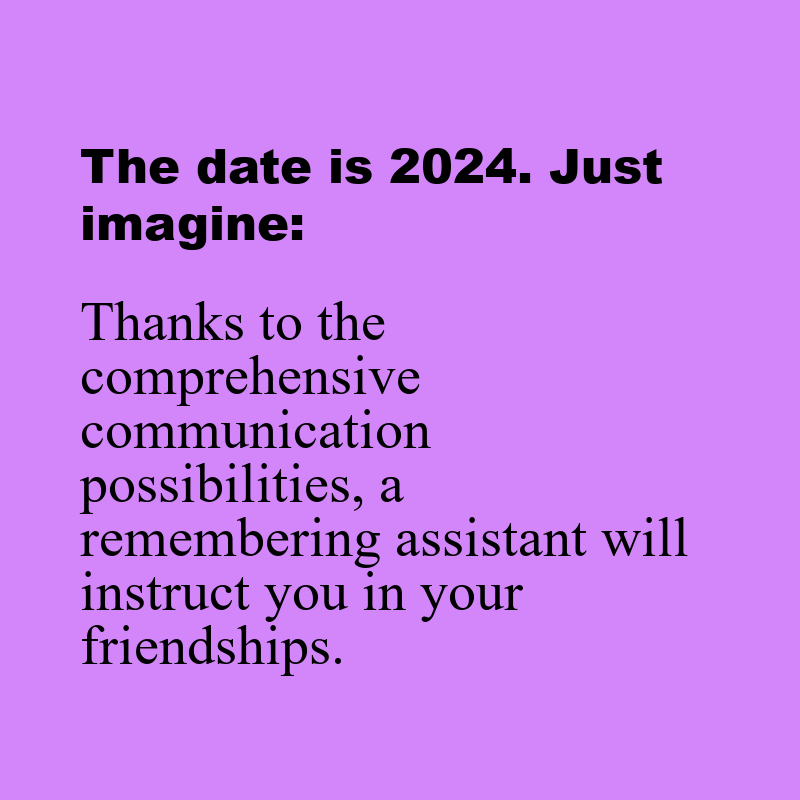 The date is 2024. Just
imagine:
Thanks to the
comprehensive
communication
possibilities, a
remembering assistant will
instruct you in your
friendships.